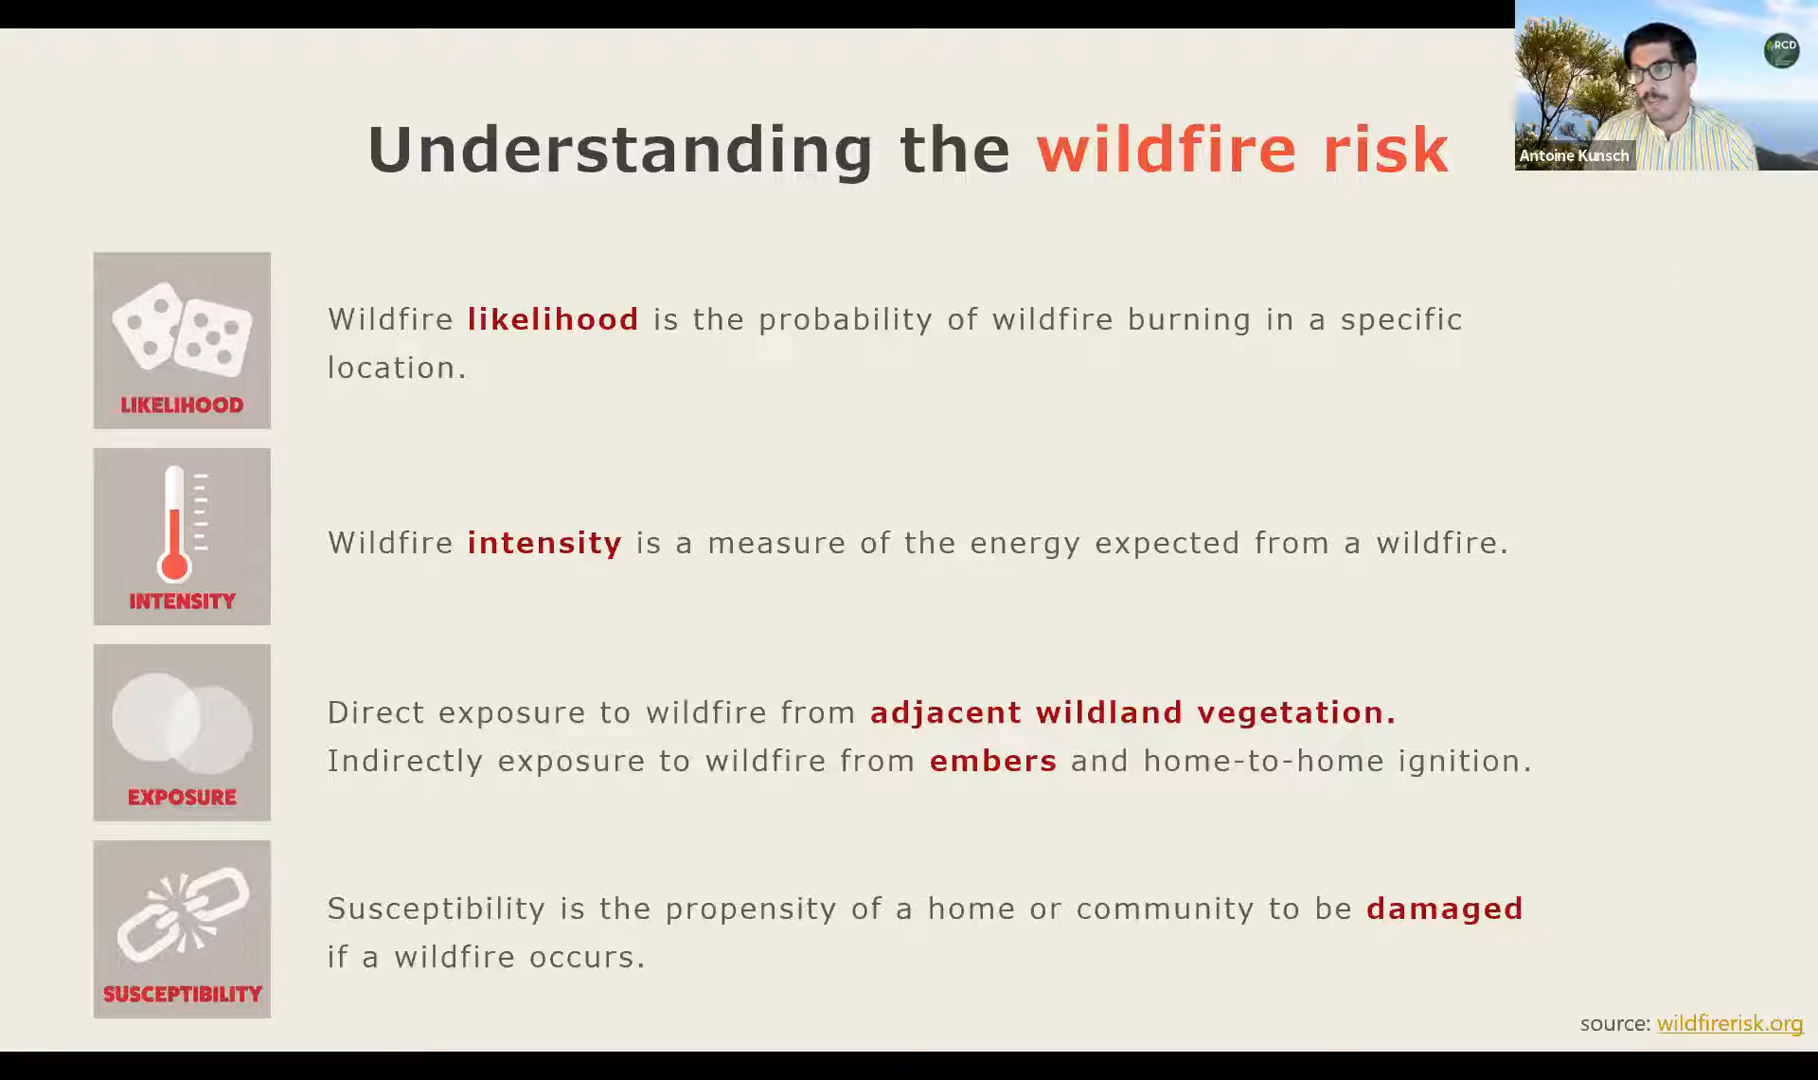 Understanding the wildfire risk
RCD
Antoine Kunsch
LIKELIHOOD
Wildfire likelihood is the probability of wildfire burning in a specific
location.
INTENSITY
Wildfire intensity is a measure of the energy expected from a wildfire.
EXPOSURE
Direct exposure to wildfire from adjacent wildland vegetation.
Indirectly exposure to wildfire from embers and home-to-home ignition.
SUSCEPTIBILITY
Susceptibility is the propensity of a home or community to be damaged
if a wildfire occurs.
source: wildfirerisk.org